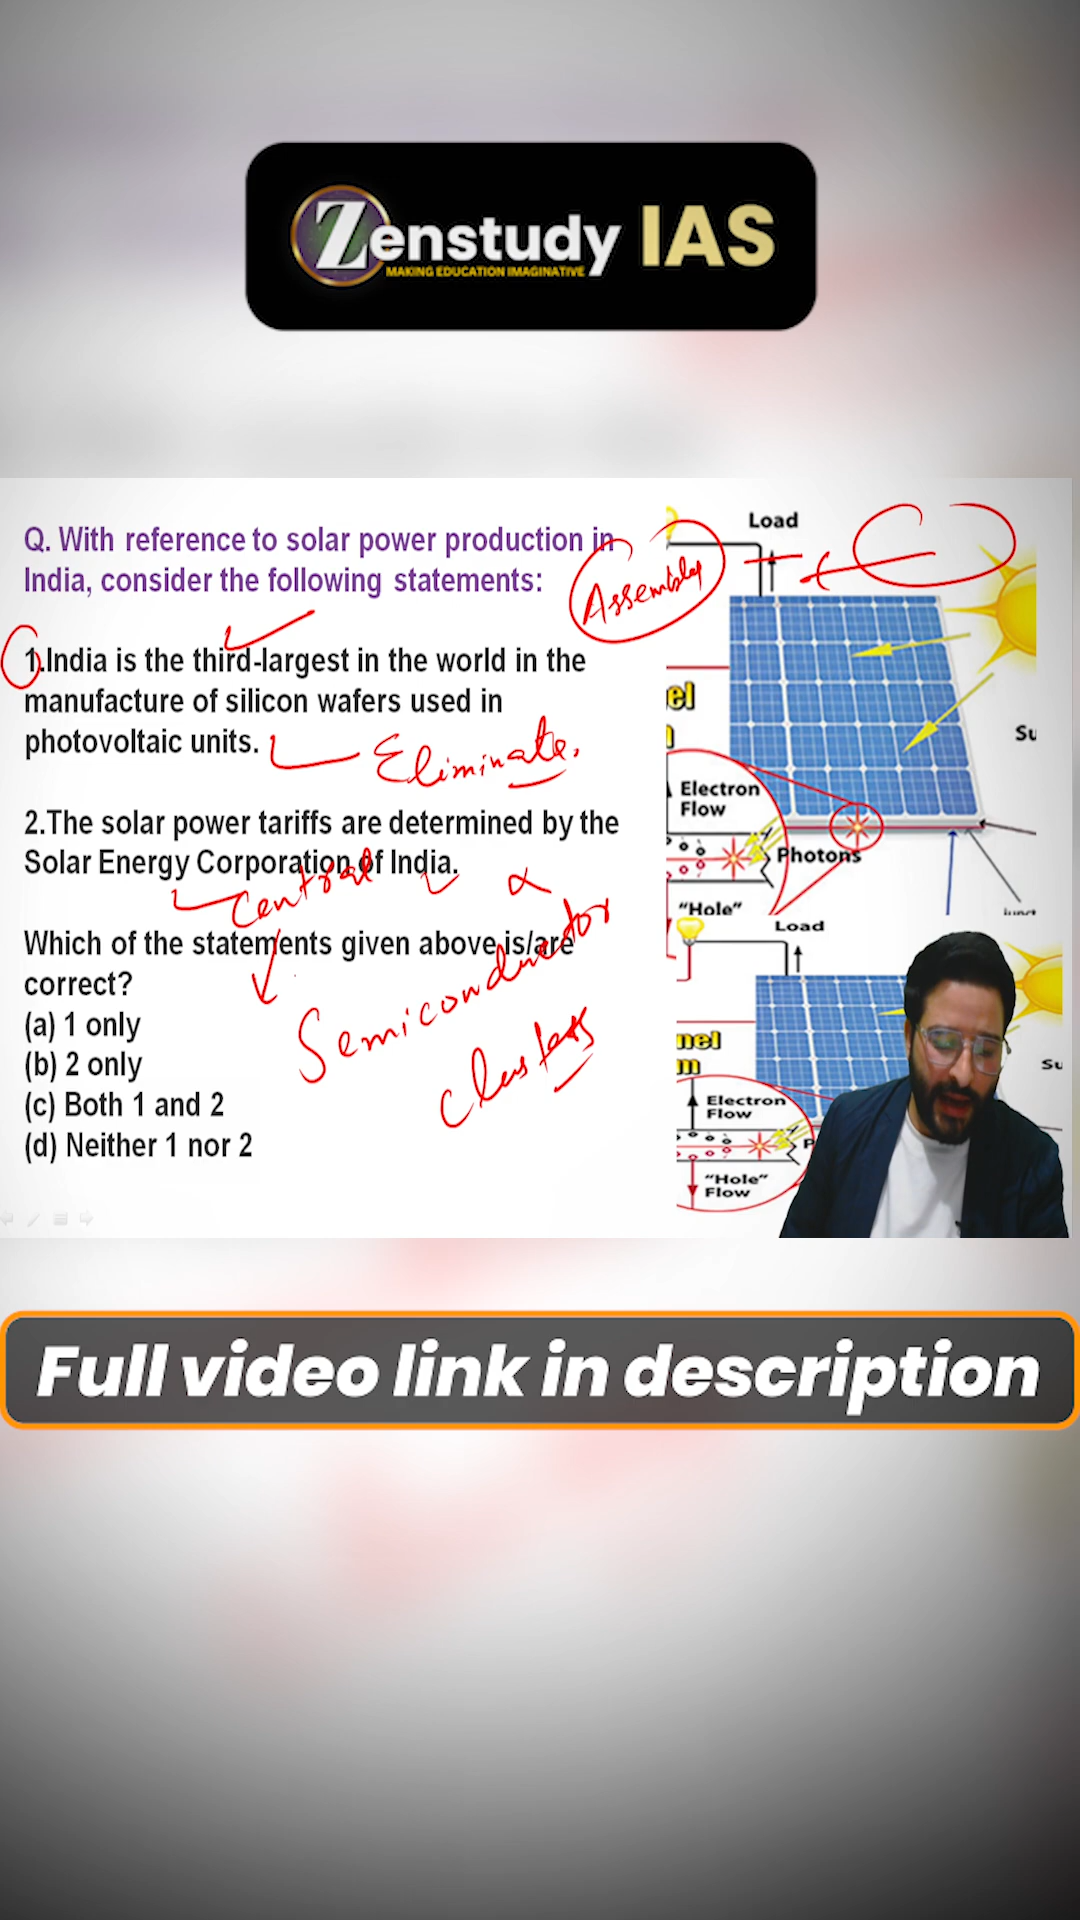 Zenstudy IAS
MAKING EDUCATION IMAGINATIVE
Q. With reference to solar power production in
India, consider the following statements:
1.India is the third-largest in the world in the
manufacture of silicon wafers used in
photovoltaic units.
Eliminate.
2.The solar power tariffs are determined by the
Solar Energy Corporation of India.
Central
Which of the statements given above is/are
correct?
(a) 1 only
(b) 2 only
(c) Both 1 and 2
(d) Neither 1 nor 2
Semiconductor
Assembly
Load
el
Su
Electron
Flow
Photons
"Hole"
Load
nel
m
Su
Electron
Flow
P
"Hole"
Flow
Full video link in description